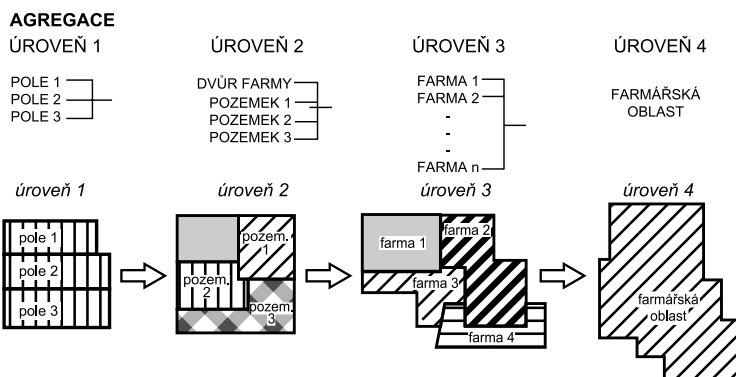 AGREGACE
ÚROVEŇ 1
ÚROVEŇ 2
ÚROVEŇ 3
ÚROVEŇ 4
POLE 1
POLE 2
POLE 3
DVŮR FARMY
POZEMEK 1
POZEMEK 2
POZEMEK 3
FARMA 1
FARMA 2
-
-
-
FARMA n
FARMÁŘSKÁ
OBLAST
úroveň 1
úroveň 2
úroveň 3
úroveň 4
pole 1
pole 2
pole 3
pozem.
1
pozem.
2
pozem.
3
farma 1
farma 2
farma 3
farma 4
farmářská
oblast